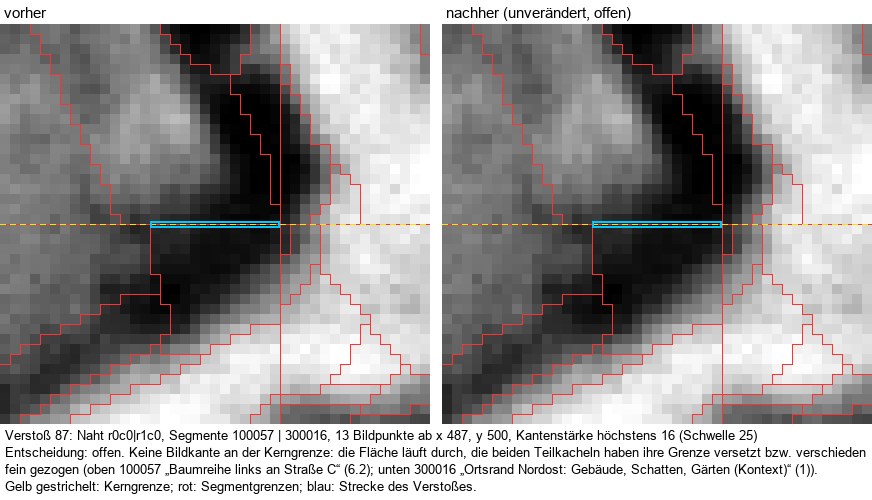 vorher
nachher (unverändert, offen)
Verstoß 87: Naht r0c0|r1c0, Segmente 100057 | 300016, 13 Bildpunkte ab x 487, y 500, Kantenstärke höchstens 16 (Schwelle 25)
Entscheidung: offen. Keine Bildkante an der Kerngrenze: die Fläche läuft durch, die beiden Teilkacheln haben ihre Grenze versetzt bzw. verschieden
fein gezogen (oben 100057 „Baumreihe links an Straße C“ (6.2); unten 300016 „Ortsrand Nordost: Gebäude, Schatten, Gärten (Kontext)“ (1)).
Gelb gestrichelt: Kerngrenze; rot: Segmentgrenzen; blau: Strecke des Verstoßes.